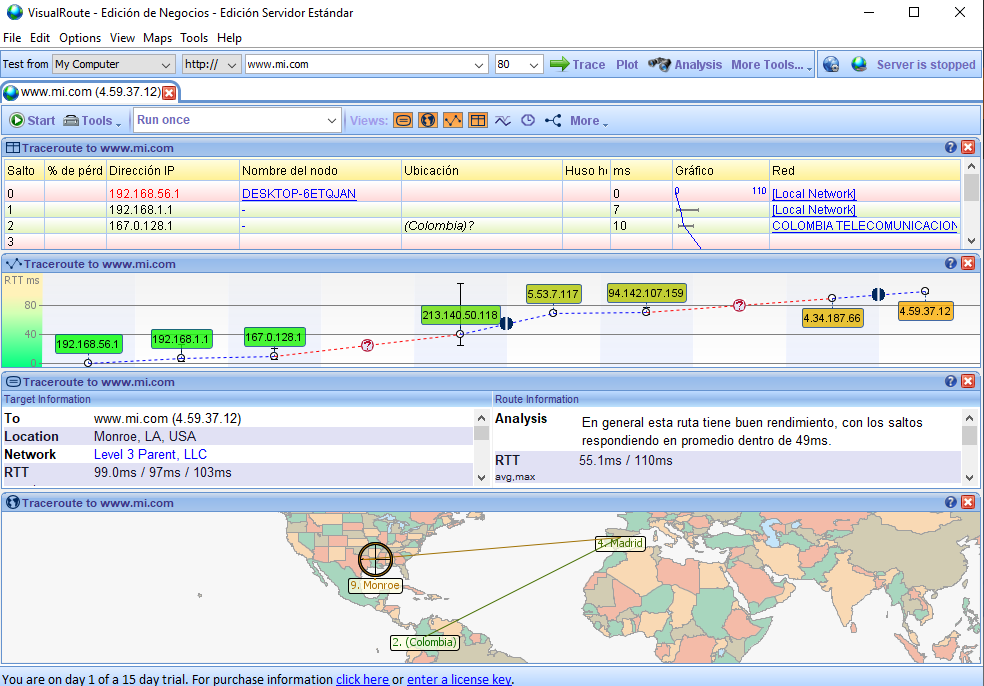 VisualRoute - Edición de Negocios - Edición Servidor Estándar
File Edit Options View Maps Tools Help
Test from My Computer http:// www.mi.com 80 Trace Plot Analysis More Tools... Server is stopped
www.mi.com (4.59.37.12)
Start Tools Run once Views: More
Traceroute to www.mi.com
Salto % de pérd Dirección IP Nombre del nodo Ubicación Huso h ms Gráfico Red
0 192.168.56.1 DESKTOP-6ETQJAN 0 0 110 [Local Network]
1 192.168.1.1 - 7 [Local Network]
2 167.0.128.1 - (Colombia)? 10 COLOMBIA TELECOMUNICACION
3
Traceroute to www.mi.com
RTT ms
80
40
0
192.168.56.1
192.168.1.1
167.0.128.1
?
213.140.50.118
5.53.7.117
94.142.107.159
?
4.34.187.66
4.59.37.12
Traceroute to www.mi.com
Target Information
To www.mi.com (4.59.37.12)
Location Monroe, LA, USA
Network Level 3 Parent, LLC
RTT 99.0ms / 97ms / 103ms
Route Information
Analysis En general esta ruta tiene buen rendimiento, con los saltos
respondiendo en promedio dentro de 49ms.
RTT 55.1ms / 110ms
avg,max
Traceroute to www.mi.com
3. Madrid
9. Monroe
2. (Colombia)
You are on day 1 of a 15 day trial. For purchase information click here or enter a license key.